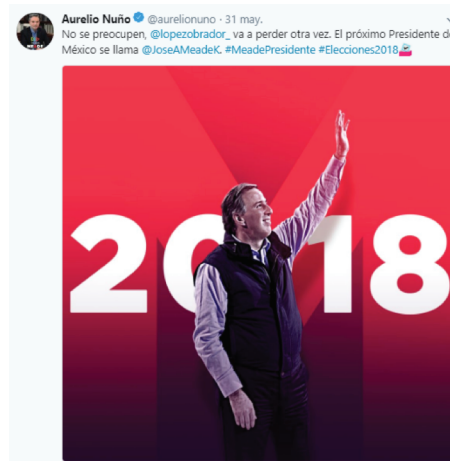 Aurelio Nuño @aurelionuno · 31 may.
No se preocupen, @lopezobrador_ va a perder otra vez. El próximo Presidente d
México se llama @JoseAMeadeK. #MeadePresidente #Elecciones2018
2018